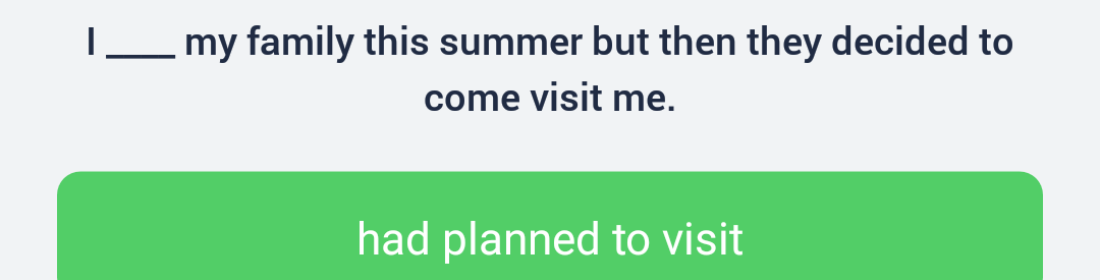 I ____ my family this summer but then they decided to
come visit me.
had planned to visit